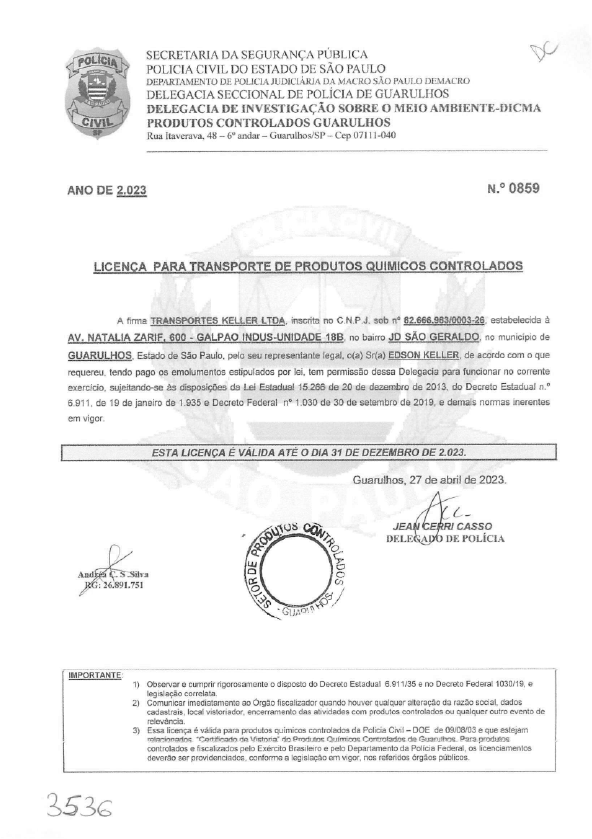 POLÍCIA
CIVIL
SP
SECRETARIA DA SEGURANÇA PÚBLICA
POLICIA CIVIL DO ESTADO DE SÃO PAULO
DEPARTAMENTO DE POLICIA JUDICIÁRIA DA MACRO SÃO PAULO DEMACRO
DELEGACIA SECCIONAL DE POLÍCIA DE GUARULHOS
DELEGACIA DE INVESTIGAÇÃO SOBRE O MEIO AMBIENTE-DICMA
PRODUTOS CONTROLADOS GUARULHOS
Rua Itaverava, 48 – 6º andar – Guarulhos/SP – Cep 07111-040
ANO DE 2.023
N.º 0859
LICENÇA PARA TRANSPORTE DE PRODUTOS QUIMICOS CONTROLADOS
A firma TRANSPORTES KELLER LTDA, inscrita no C.N.P.J. sob nº 82.666.983/0003-26, estabelecida à
AV. NATALIA ZARIF, 600 - GALPAO INDUS-UNIDADE 18B, no bairro JD SÃO GERALDO, no município de
GUARULHOS, Estado de São Paulo, pelo seu representante legal, o(a) Sr(a) EDSON KELLER, de acordo com o que
requereu, tendo pago os emolumentos estipulados por lei, tem permissão dessa Delegacia para funcionar no corrente
exercício, sujeitando-se às disposições da Lei Estadual 15.266 de 20 de dezembro de 2013, do Decreto Estadual n.º
6.911, de 19 de janeiro de 1.935 e Decreto Federal nº 1.030 de 30 de setembro de 2019, e demais normas inerentes
em vigor.
ESTA LICENÇA É VÁLIDA ATÉ O DIA 31 DE DEZEMBRO DE 2.023.
Guarulhos, 27 de abril de 2023.
JEAN CERRI CASSO
DELEGADO DE POLÍCIA
Andréa C. S .Silva
RG: 26.891.751
SETOR DE PRODUTOS CONTROLADOS
- GUARULHOS -
IMPORTANTE:
1) Observar e cumprir rigorosamente o disposto do Decreto Estadual 6.911/35 e no Decreto Federal 1030/19, e
legislação correlata.
2) Comunicar imediatamente ao Órgão fiscalizador quando houver qualquer alteração da razão social, dados
cadastrais, local vistoriador, encerramento das atividades com produtos controlados ou qualquer outro evento de
relevância.
3) Essa licença é válida para produtos químicos controlados da Policia Civil – DOE de 09/08/03 e que estejam
relacionados. "Certificado de Vistoria" do Produtos Químicos Controlados de Guarulhos. Para produtos
controlados e fiscalizados pelo Exército Brasileiro e pelo Departamento da Polícia Federal, os licenciamentos
deverão ser providenciados, conforme a legislação em vigor, nos referidos órgãos públicos.
3536